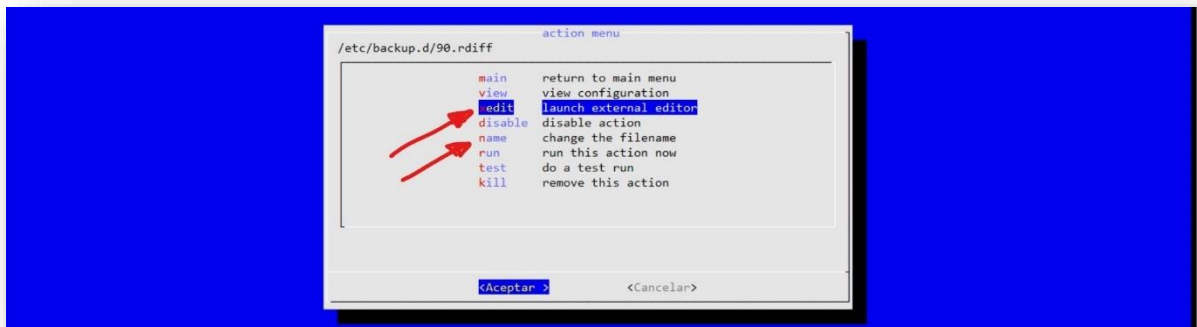 action menu
/etc/backup.d/90.rdiff
main return to main menu
view view configuration
xedit launch external editor
disable disable action
name change the filename
run run this action now
test do a test run
kill remove this action
<Aceptar > <Cancelar>